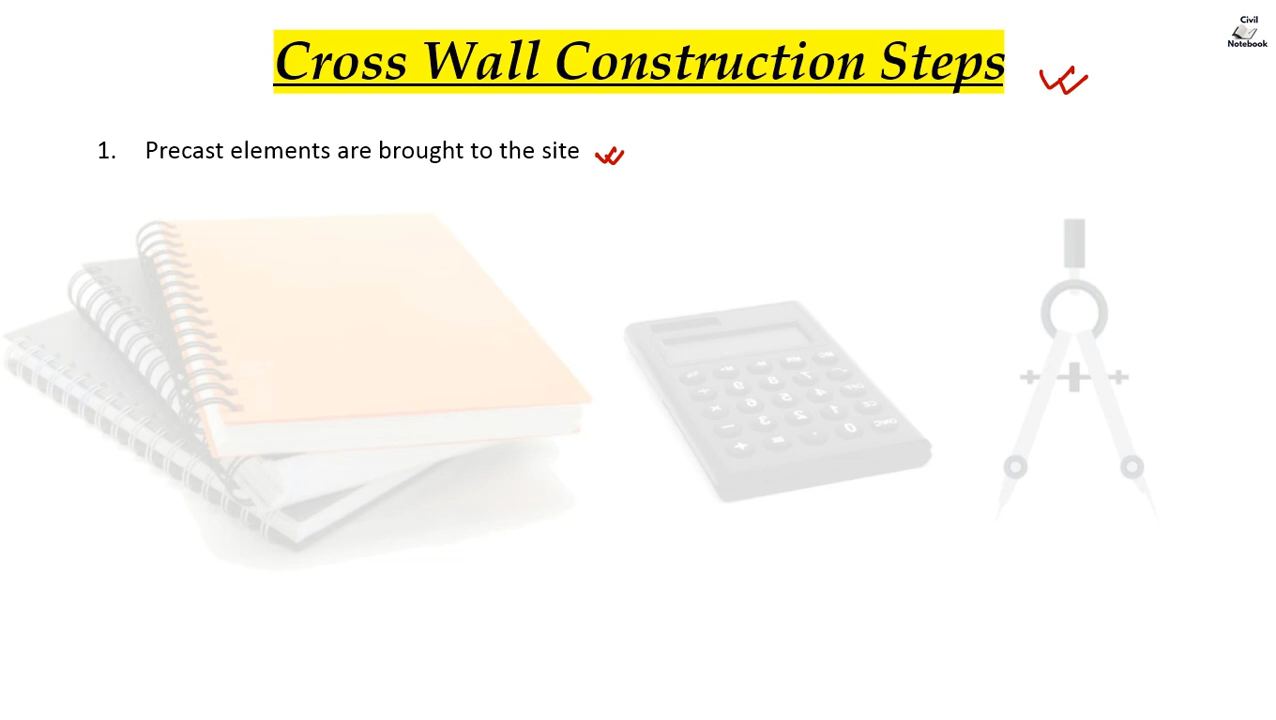 Cross Wall Construction Steps
Civil
Notebook
1. Precast elements are brought to the site